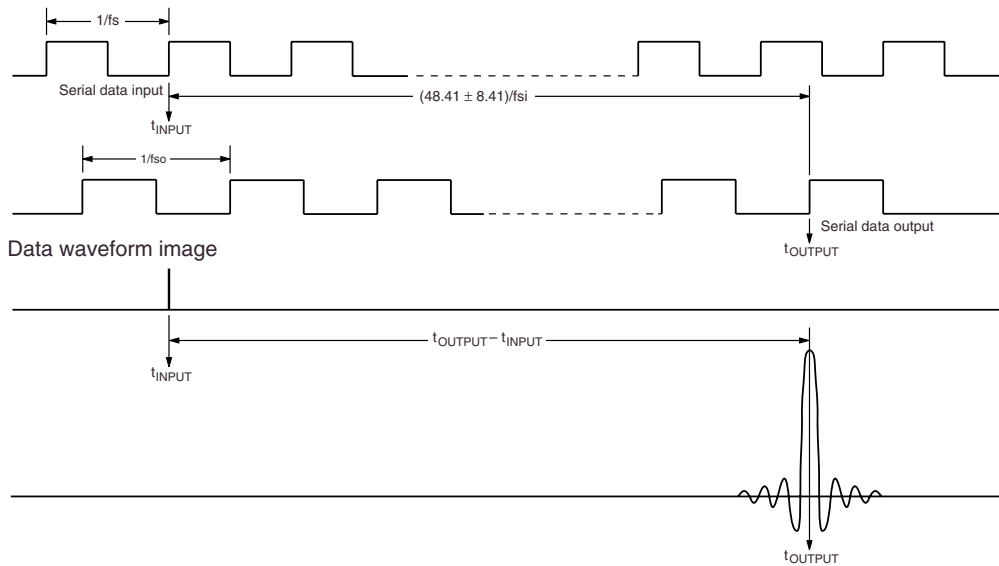 1/fs
Serial data input
(48.41 ± 8.41)/fsi
tINPUT
1/fso
Serial data output
tOUTPUT
Data waveform image
tOUTPUT – tINPUT
tINPUT
tOUTPUT